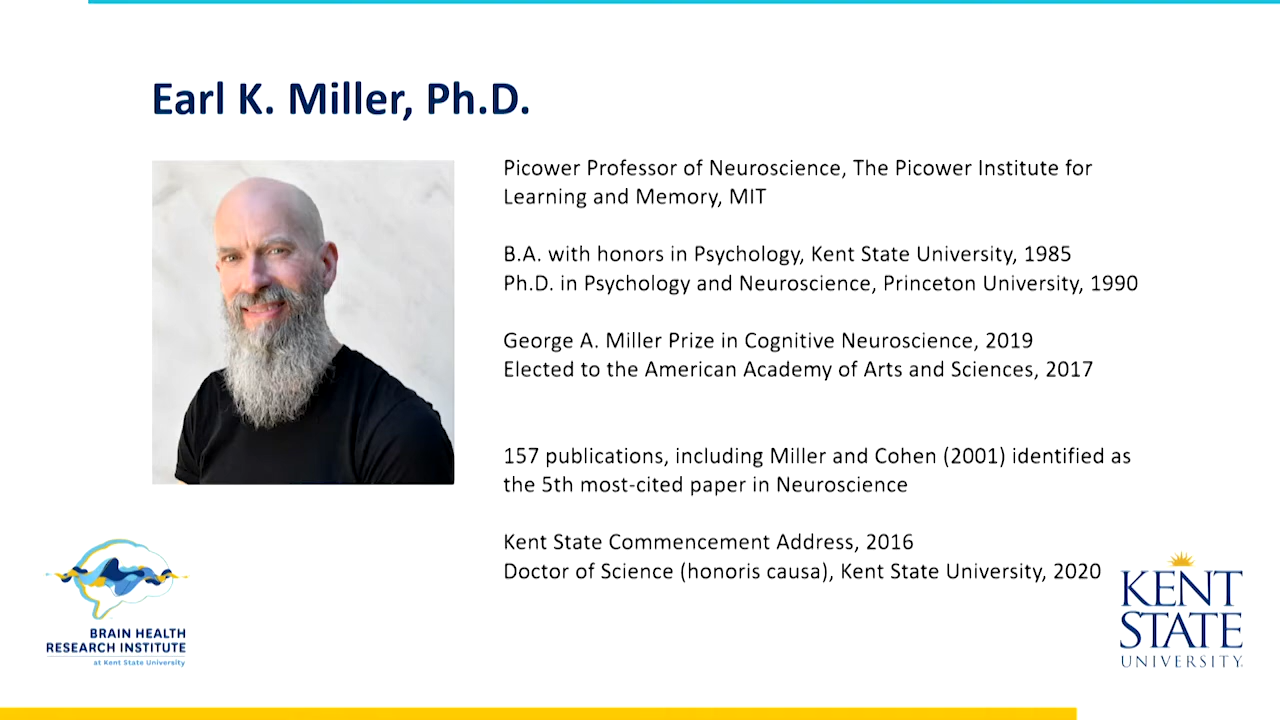 Earl K. Miller, Ph.D.
Picower Professor of Neuroscience, The Picower Institute for
Learning and Memory, MIT
B.A. with honors in Psychology, Kent State University, 1985
Ph.D. in Psychology and Neuroscience, Princeton University, 1990
George A. Miller Prize in Cognitive Neuroscience, 2019
Elected to the American Academy of Arts and Sciences, 2017
157 publications, including Miller and Cohen (2001) identified as
the 5th most-cited paper in Neuroscience
Kent State Commencement Address, 2016
Doctor of Science (honoris causa), Kent State University, 2020
BRAIN HEALTH
RESEARCH INSTITUTE
at Kent State University
KENT
STATE
UNIVERSITY